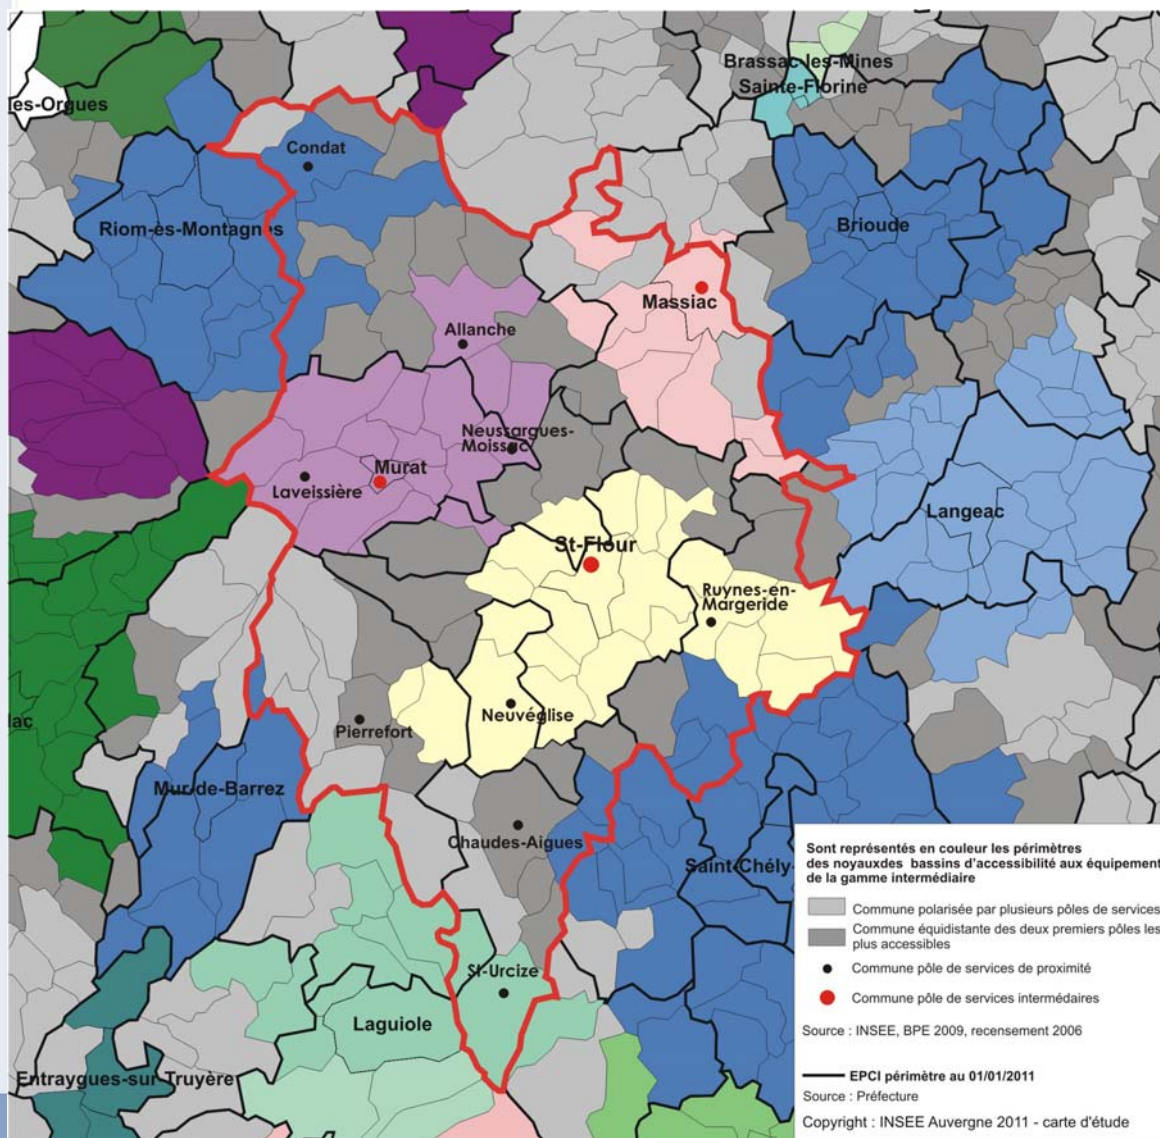 Brassac-les-Mines
Sainte-Florine
es-Orgues
Condat
Riom-ès-Montagnes
Brioude
Massiac
Allanche
Neussargues-
Moissac
Murat
Laveissière
Langeac
St-Flour
Ruynes-en-
Margeride
Neuvéglise
lac
Pierrefort
Mur-de-Barrez
Chaudes-Aigues
Saint-Chély-
St-Urcize
Laguiole
Entraygues-sur-Truyère
Sont représentés en couleur les périmètres
des noyauxdes bassins d'accessibilité aux équipement
de la gamme intermédiaire
Commune polarisée par plusieurs pôles de services
Commune équidistante des deux premiers pôles les
plus accessibles
Commune pôle de services de proximité
Commune pôle de services intermédaires
Source : INSEE, BPE 2009, recensement 2006
EPCI périmètre au 01/01/2011
Source : Préfecture
Copyright : INSEE Auvergne 2011 - carte d'étude